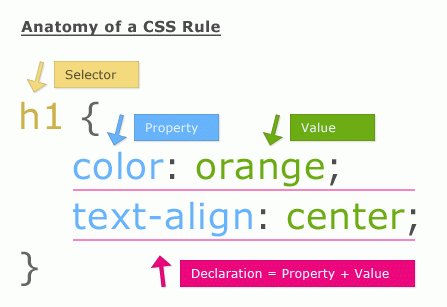 Anatomy of a CSS Rule
Selector
h1 {
Property
Value
color: orange;
text-align: center;
}
Declaration = Property + Value